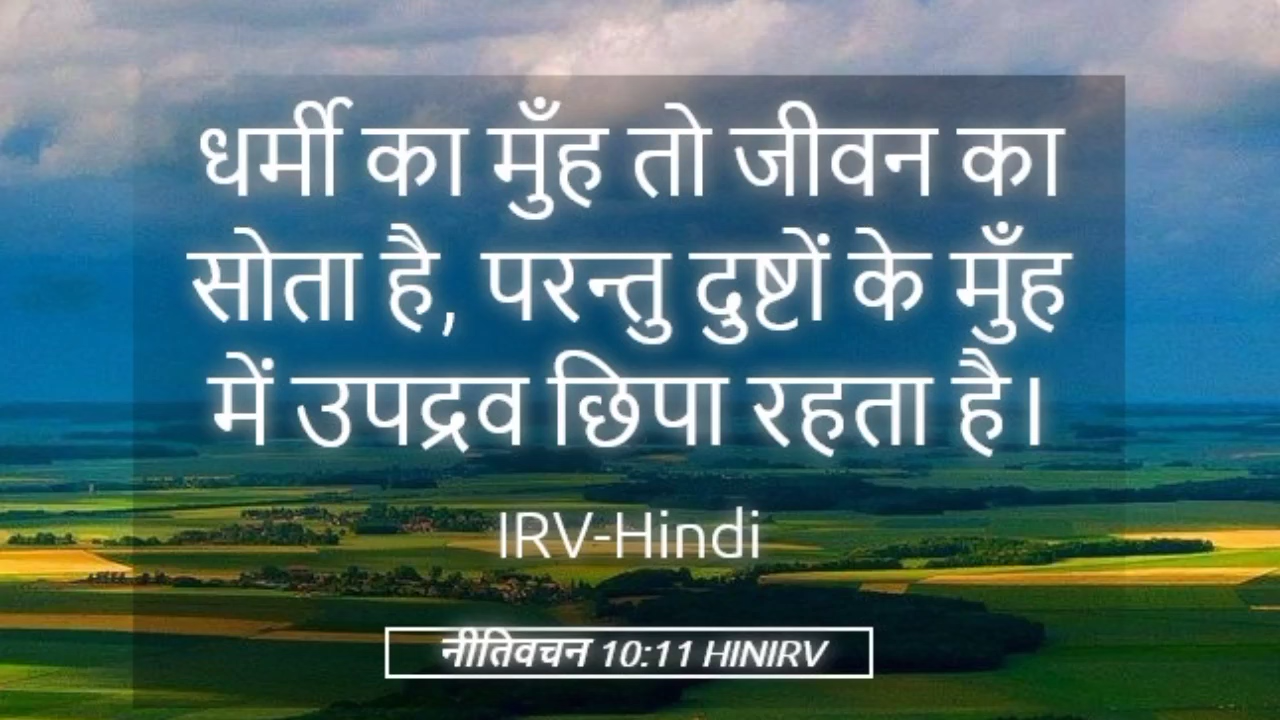 धर्मी का मुँह तो जीवन का
सोता है, परन्तु दुष्टों के मुँह
में उपद्रव छिपा रहता है।
IRV-Hindi
नीतिवचन 10:11 HINIRV